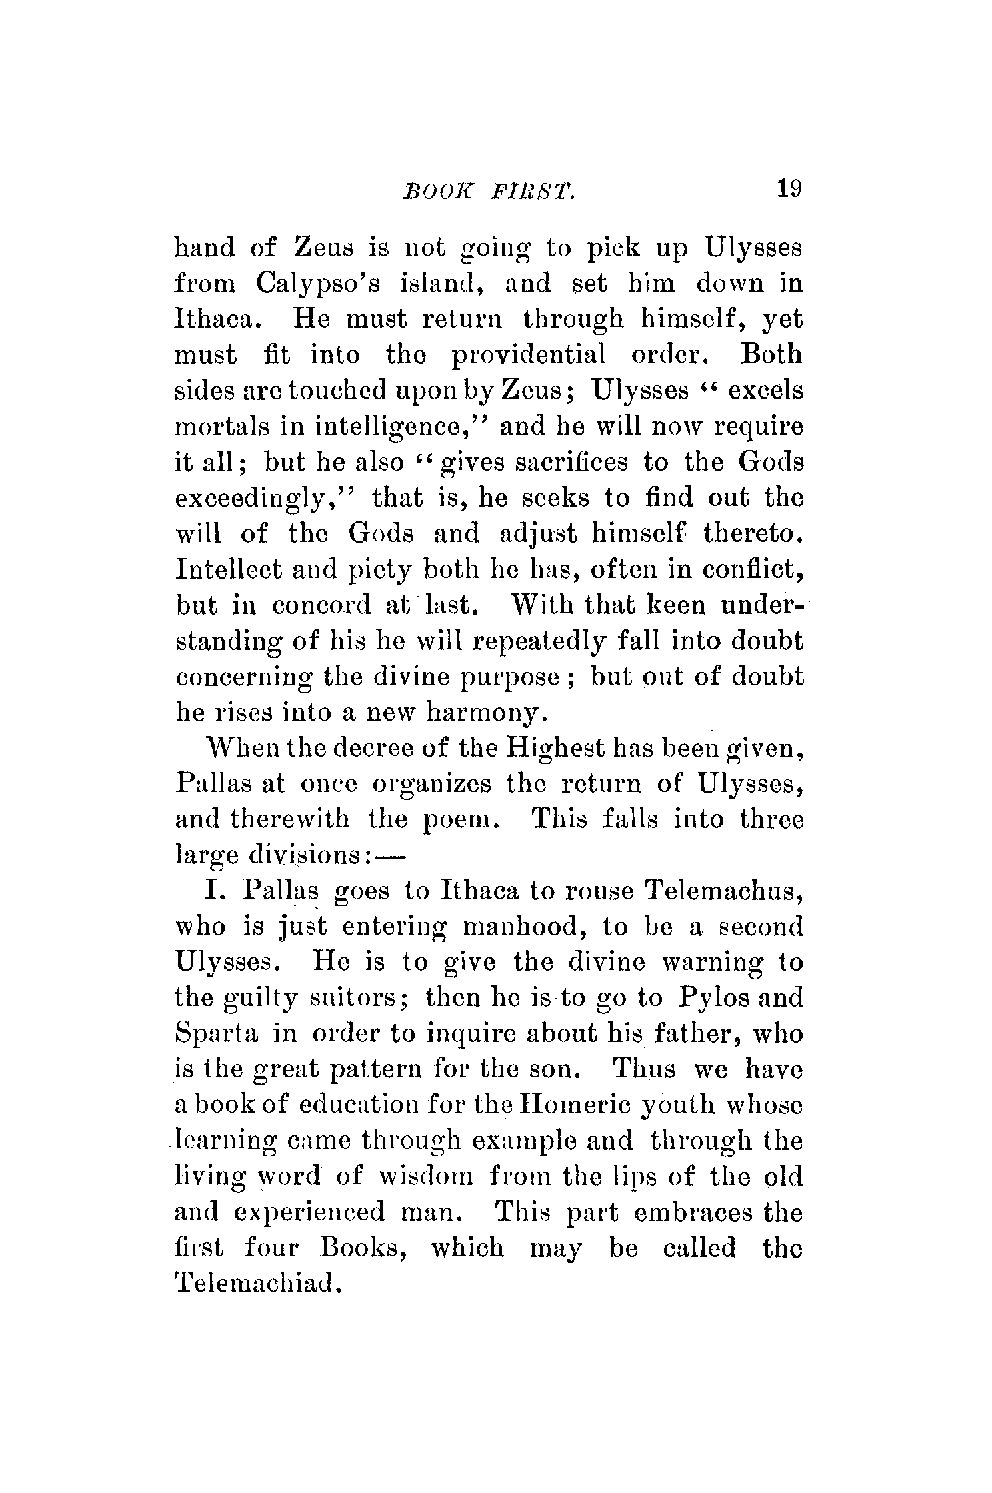 BOOK FIRST. 19
hand of Zeus is not going to pick up Ulysses
from Calypso's island, and set him down in
Ithaca. He must return through himself, yet
must fit into the providential order. Both
sides are touched upon by Zeus; Ulysses “ excels
mortals in intelligence,” and he will now require
it all; but he also “ gives sacrifices to the Gods
exceedingly,” that is, he seeks to find out the
will of the Gods and adjust himself thereto.
Intellect and piety both he has, often in conflict,
but in concord at last. With that keen under-
standing of his he will repeatedly fall into doubt
concerning the divine purpose ; but out of doubt
he rises into a new harmony.
When the decree of the Highest has been given,
Pallas at once organizes the return of Ulysses,
and therewith the poem. This falls into three
large divisions:—
I. Pallas goes to Ithaca to rouse Telemachus,
who is just entering manhood, to be a second
Ulysses. He is to give the divine warning to
the guilty suitors; then he is to go to Pylos and
Sparta in order to inquire about his father, who
is the great pattern for the son. Thus we have
a book of education for the Homeric youth whose
learning came through example and through the
living word of wisdom from the lips of the old
and experienced man. This part embraces the
first four Books, which may be called the
Telemachiad.